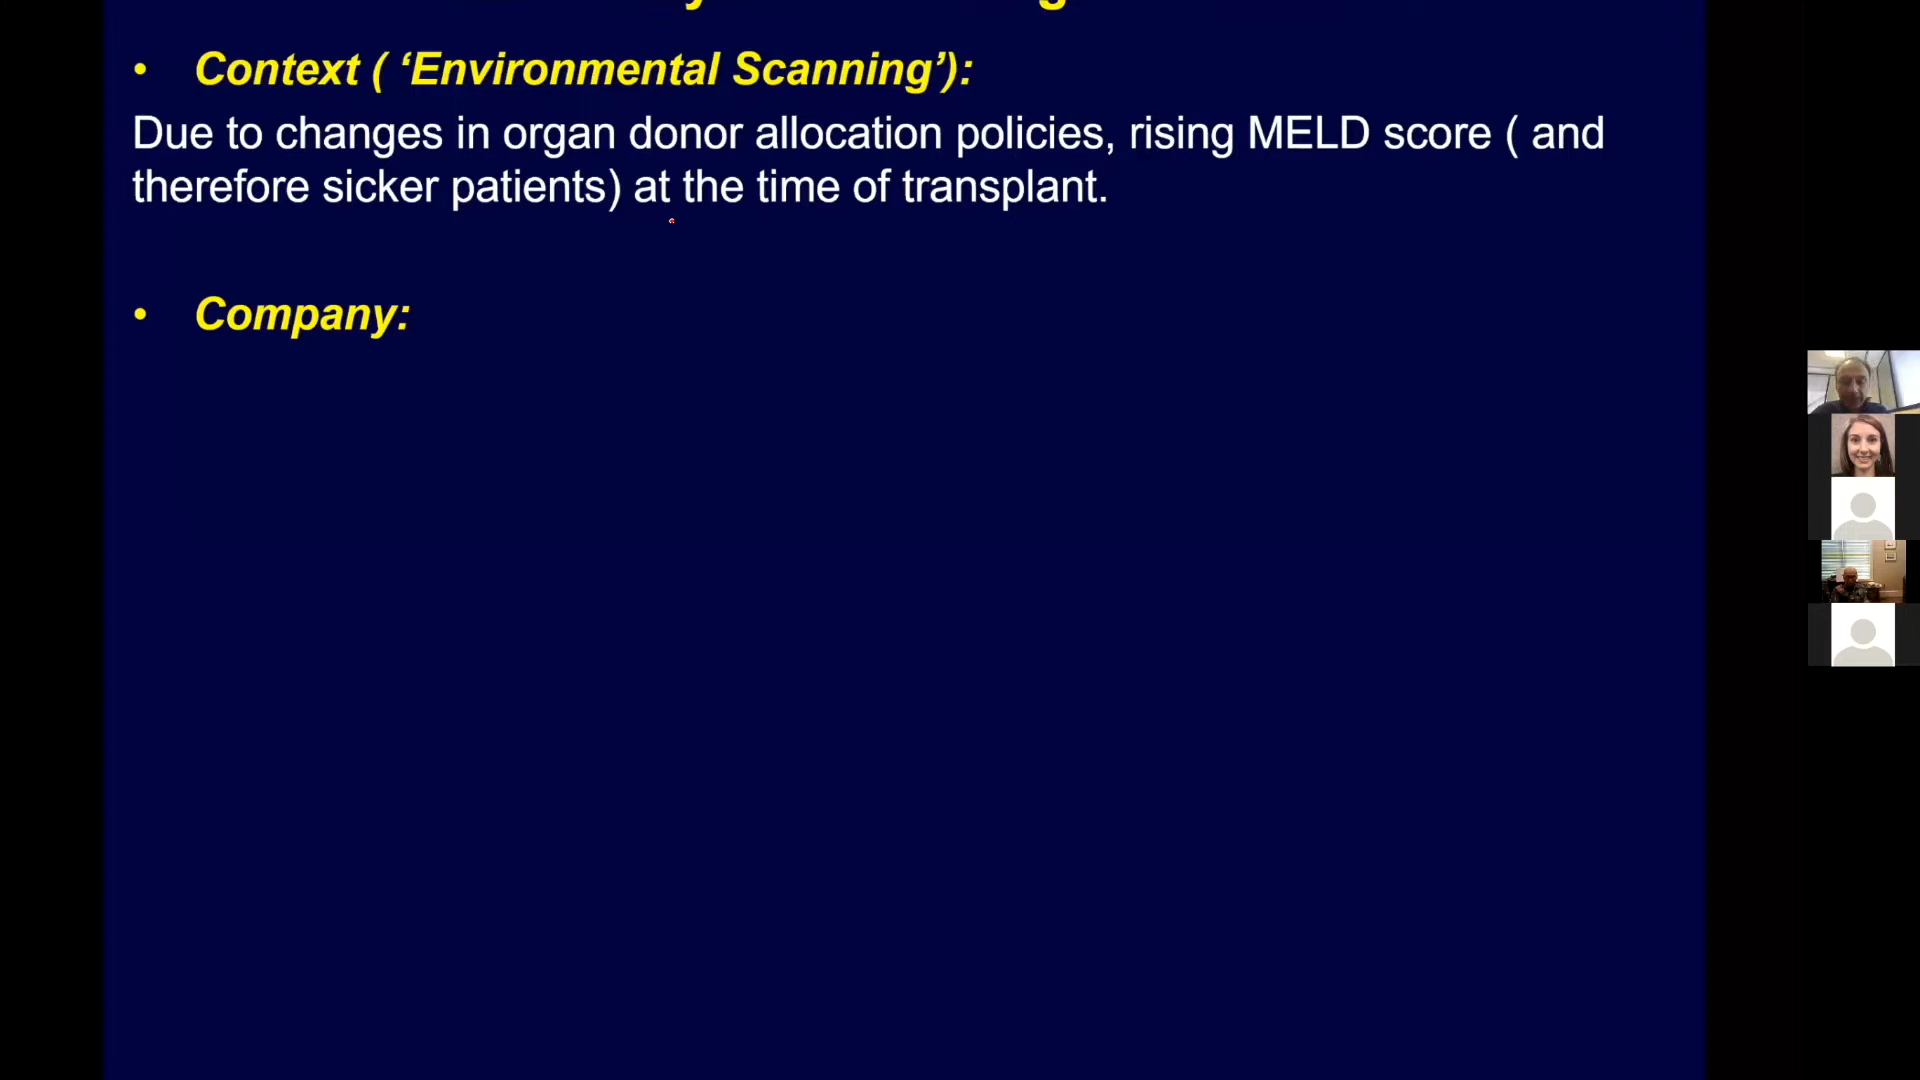 • Context ( ‘Environmental Scanning’):
Due to changes in organ donor allocation policies, rising MELD score ( and
therefore sicker patients) at the time of transplant.
• Company: